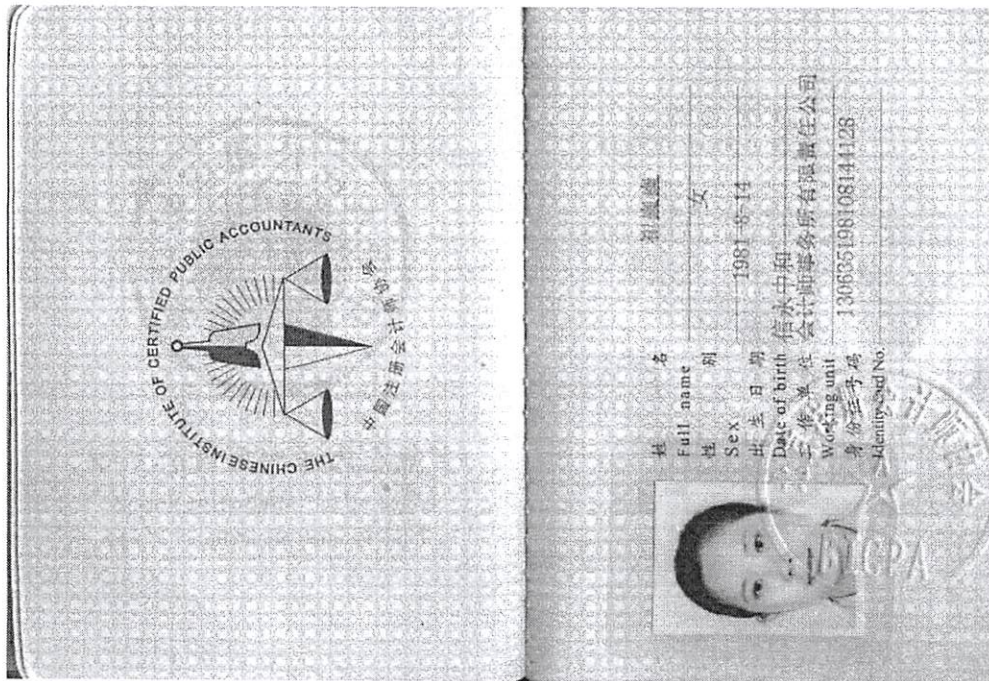 THE CHINESE INSTITUTE OF CERTIFIED PUBLIC ACCOUNTANTS
中国注册会计师协会
姓 名
Full name
性 别
女
Sex
出生日期
1981-8-14
Date of birth
工作单位
信永中和
会计师事务所有限责任公司
Working unit
身份证号码
130635198108144128
Identity card No.
BICPA